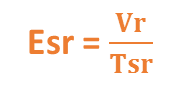 Esr = Vr/Tsr